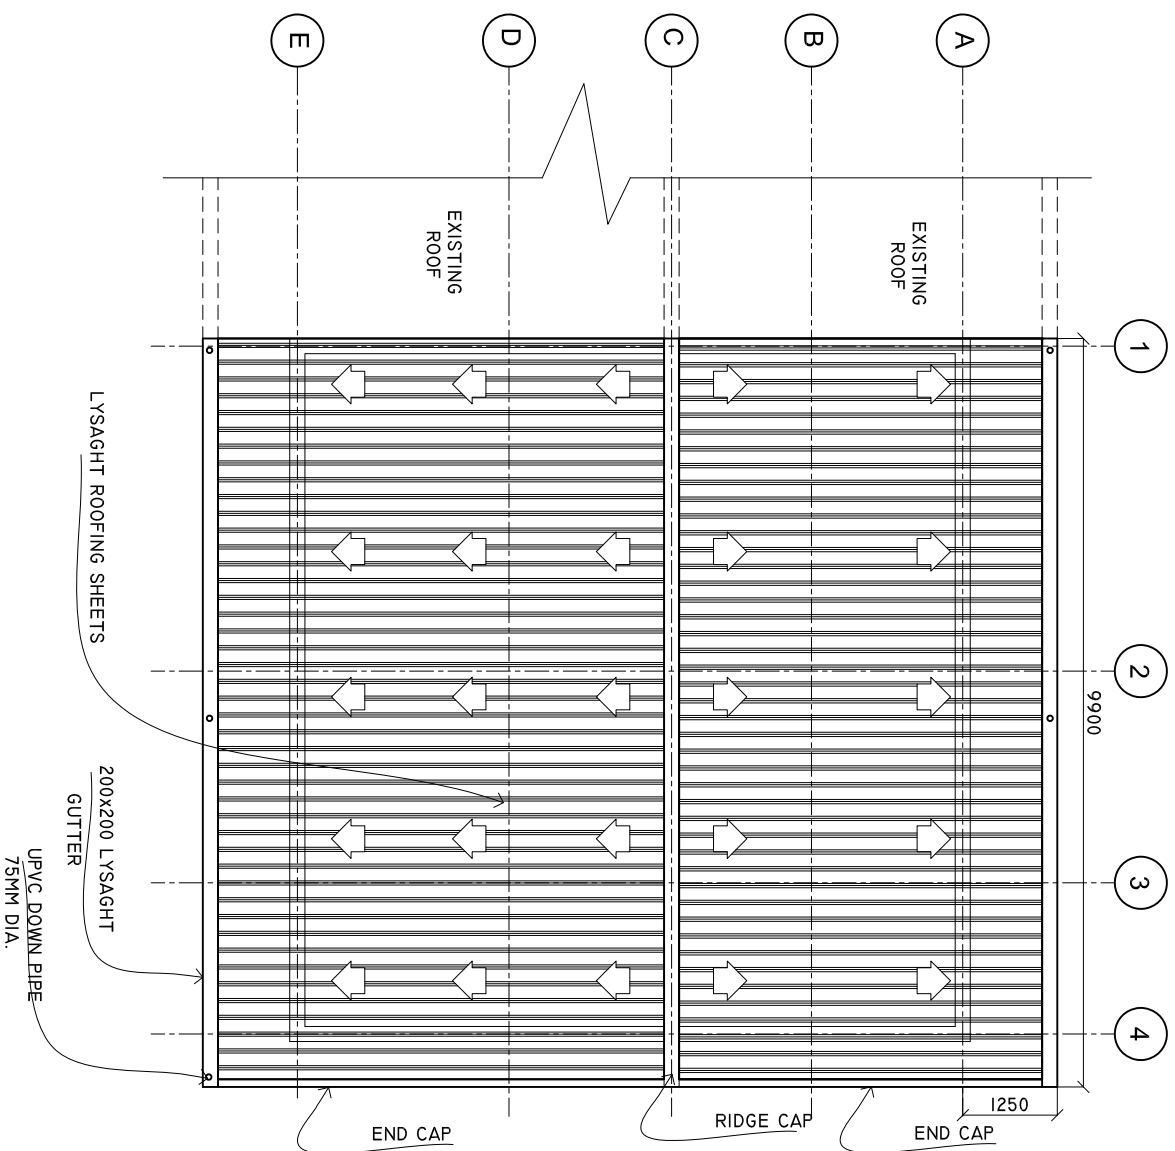 E
D
C
B
A
EXISTING
ROOF
EXISTING
ROOF
1
2
3
4
9900
1250
LYSAGHT ROOFING SHEETS
200x200 LYSAGHT
GUTTER
UPVC DOWN PIPE
75MM DIA.
END CAP
RIDGE CAP
END CAP